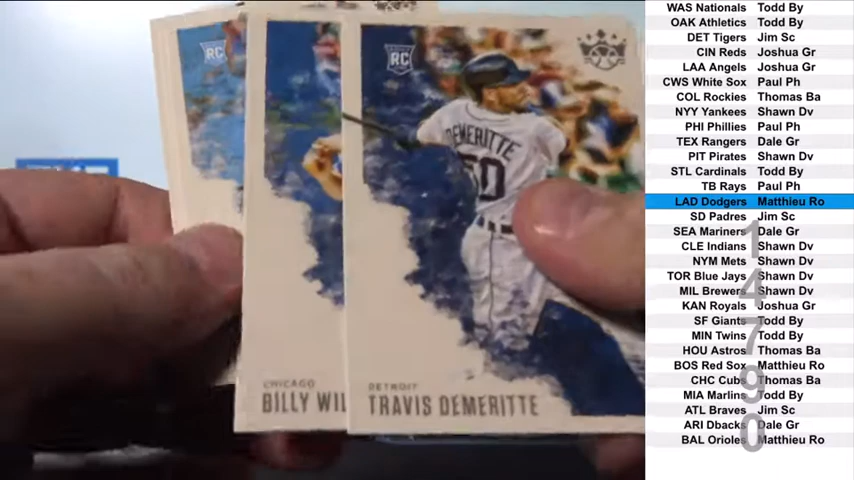 RC
RC
DEMERITTE
50
CHICAGO
BILLY WIL
DETROIT
TRAVIS DEMERITTE
WAS Nationals Todd By
OAK Athletics Todd By
DET Tigers Jim Sc
CIN Reds Joshua Gr
LAA Angels Joshua Gr
CWS White Sox Paul Ph
COL Rockies Thomas Ba
NYY Yankees Shawn Dv
PHI Phillies Paul Ph
TEX Rangers Dale Gr
PIT Pirates Shawn Dv
STL Cardinals Todd By
TB Rays Paul Ph
LAD Dodgers Matthieu Ro
SD Padres Jim Sc
SEA Mariners Dale Gr
CLE Indians Shawn Dv
NYM Mets Shawn Dv
TOR Blue Jays Shawn Dv
MIL Brewers Shawn Dv
KAN Royals Joshua Gr
SF Giants Todd By
MIN Twins Todd By
HOU Astros Thomas Ba
BOS Red Sox Matthieu Ro
CHC Cubs Thomas Ba
MIA Marlins Todd By
ATL Braves Jim Sc
ARI Dbacks Dale Gr
BAL Orioles Matthieu Ro
1
4
7
9
0